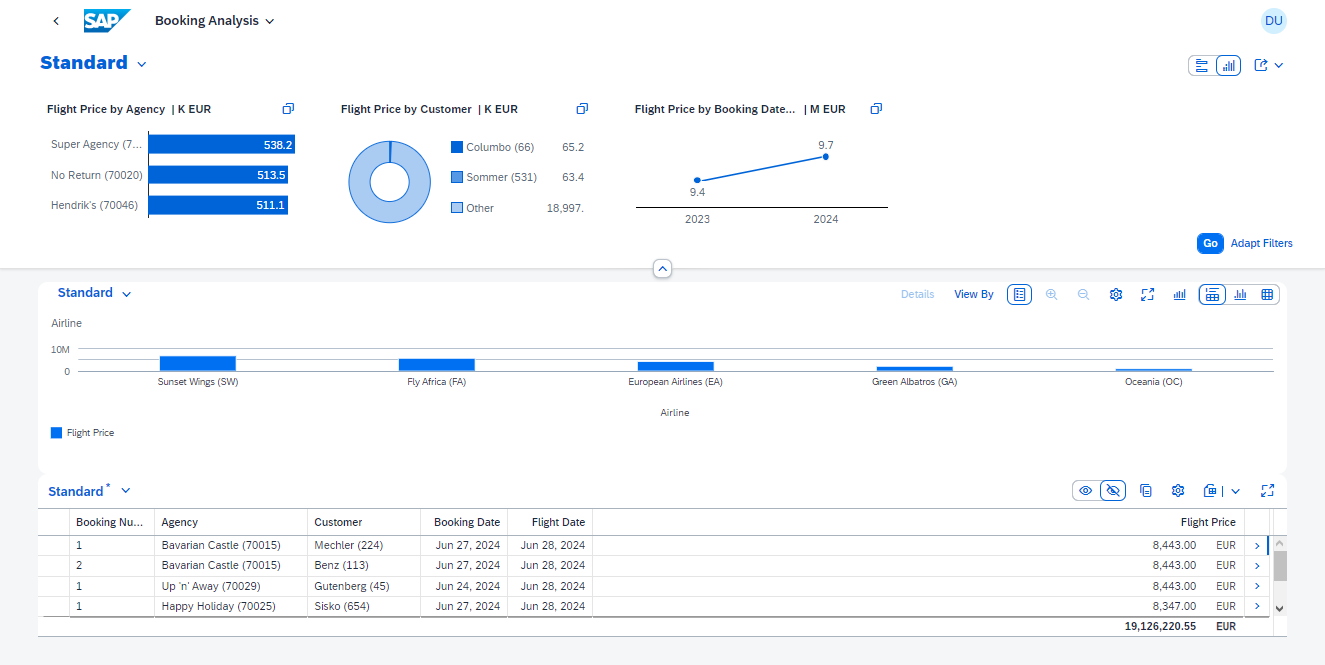 SAP Booking Analysis DU
Standard
Flight Price by Agency | K EUR
Super Agency (7... 538.2
No Return (70020) 513.5
Hendrik's (70046) 511.1
Flight Price by Customer | K EUR
Columbo (66) 65.2
Sommer (531) 63.4
Other 18,997.
Flight Price by Booking Date... | M EUR
9.7
9.4
2023 2024
Go Adapt Filters
Standard Details View By
Airline
10M
0
Sunset Wings (SW) Fly Africa (FA) European Airlines (EA) Green Albatros (GA) Oceania (OC)
Airline
Flight Price
Standard *
Booking Nu... Agency Customer Booking Date Flight Date Flight Price
1 Bavarian Castle (70015) Mechler (224) Jun 27, 2024 Jun 28, 2024 8,443.00 EUR
2 Bavarian Castle (70015) Benz (113) Jun 27, 2024 Jun 28, 2024 8,443.00 EUR
1 Up 'n' Away (70029) Gutenberg (45) Jun 24, 2024 Jun 28, 2024 8,443.00 EUR
1 Happy Holiday (70025) Sisko (654) Jun 27, 2024 Jun 28, 2024 8,347.00 EUR
19,126,220.55 EUR